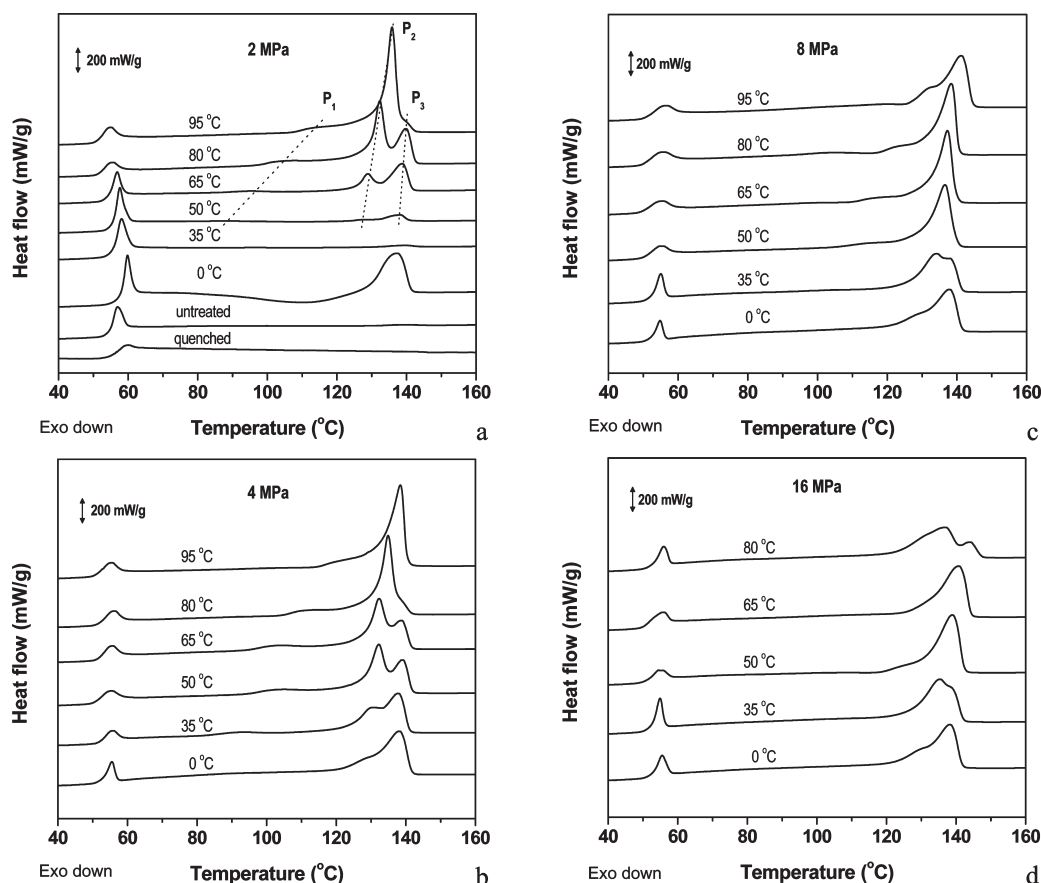 2 MPa
200 mW/g
P1
P2
P3
95 °C
80 °C
65 °C
50 °C
35 °C
0 °C
untreated
quenched
Heat flow (mW/g)
40 60 80 100 120 140 160
Exo down
Temperature (°C)
a
8 MPa
200 mW/g
95 °C
80 °C
65 °C
50 °C
35 °C
0 °C
Heat flow (mW/g)
40 60 80 100 120 140 160
Exo down
Temperature (°C)
c
4 MPa
200 mW/g
95 °C
80 °C
65 °C
50 °C
35 °C
0 °C
Heat flow (mW/g)
40 60 80 100 120 140 160
Exo down
Temperature (°C)
b
16 MPa
200 mW/g
80 °C
65 °C
50 °C
35 °C
0 °C
Heat flow (mW/g)
40 60 80 100 120 140 160
Exo down
Temperature (°C)
d